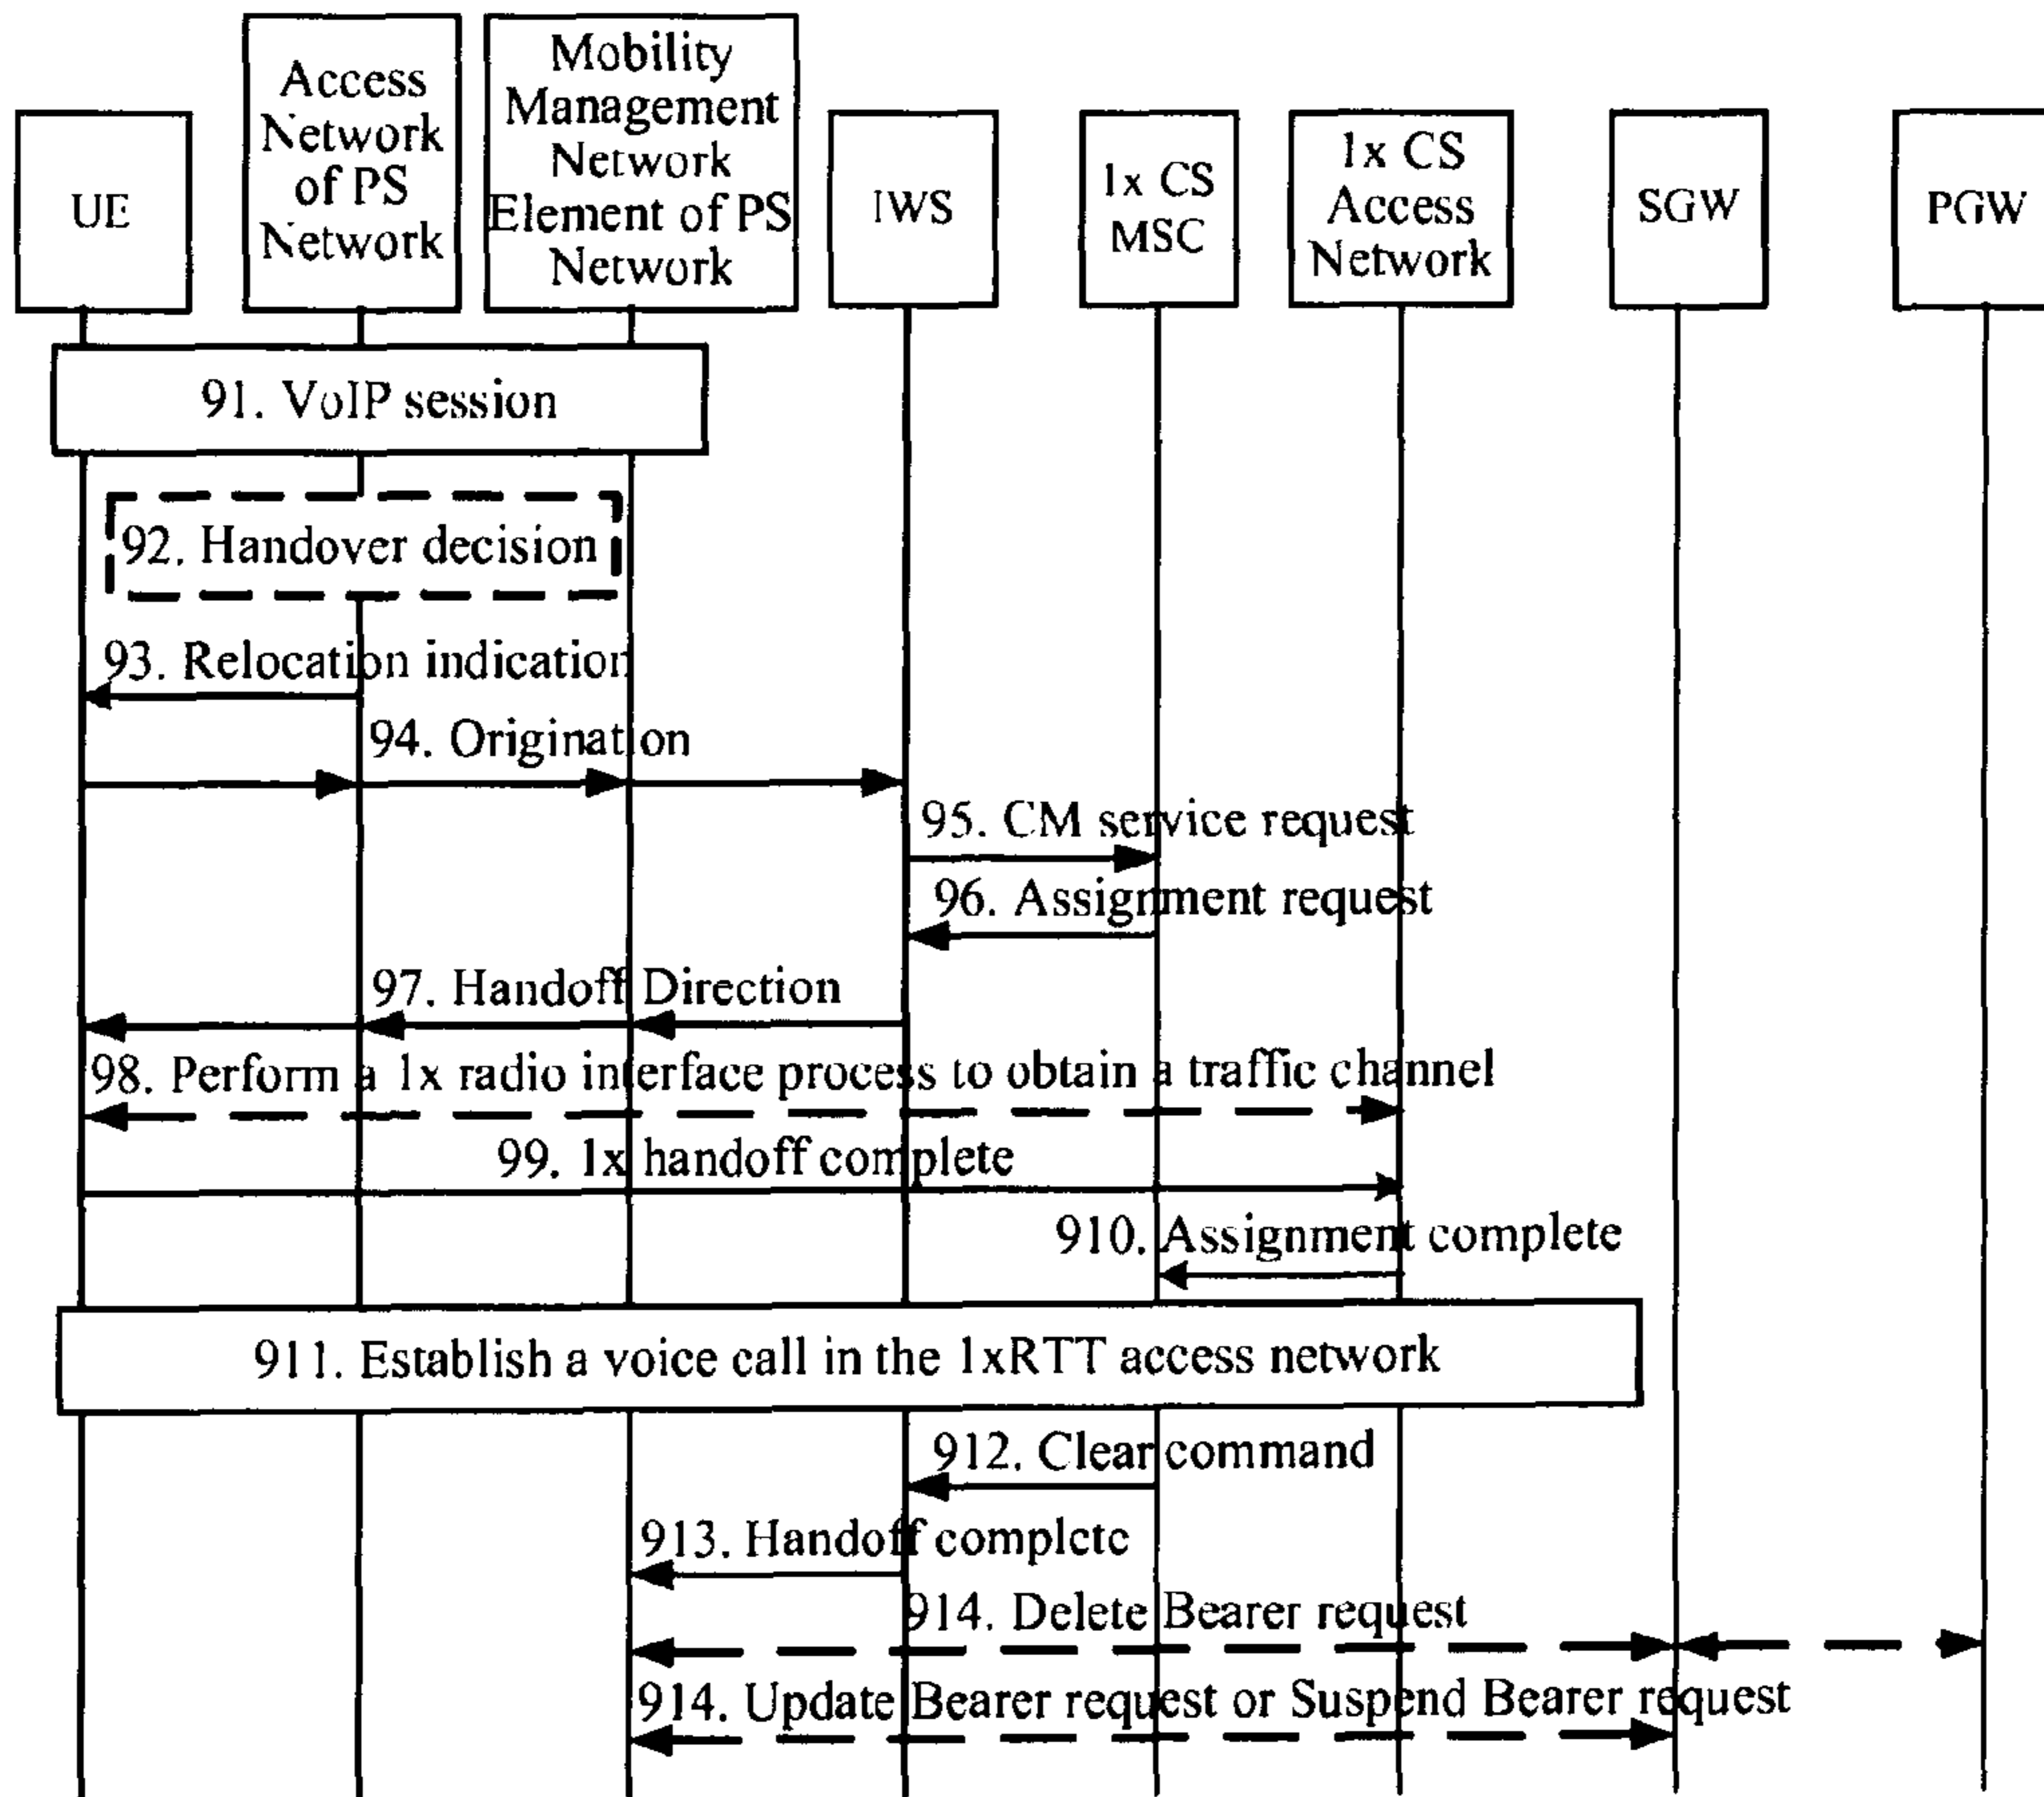 UE
Access
Network
of PS
Network
Mobility
Management
Network
Element of PS
Network
IWS
1x CS
MSC
1x CS
Access
Network
SGW
PGW
91. VoIP session
92. Handover decision
93. Relocation indication
94. Origination
95. CM service request
96. Assignment request
97. Handoff Direction
98. Perform a 1x radio interface process to obtain a traffic channel
99. 1x handoff complete
910. Assignment complete
911. Establish a voice call in the 1xRTT access network
912. Clear command
913. Handoff complete
914. Delete Bearer request
914. Update Bearer request or Suspend Bearer request